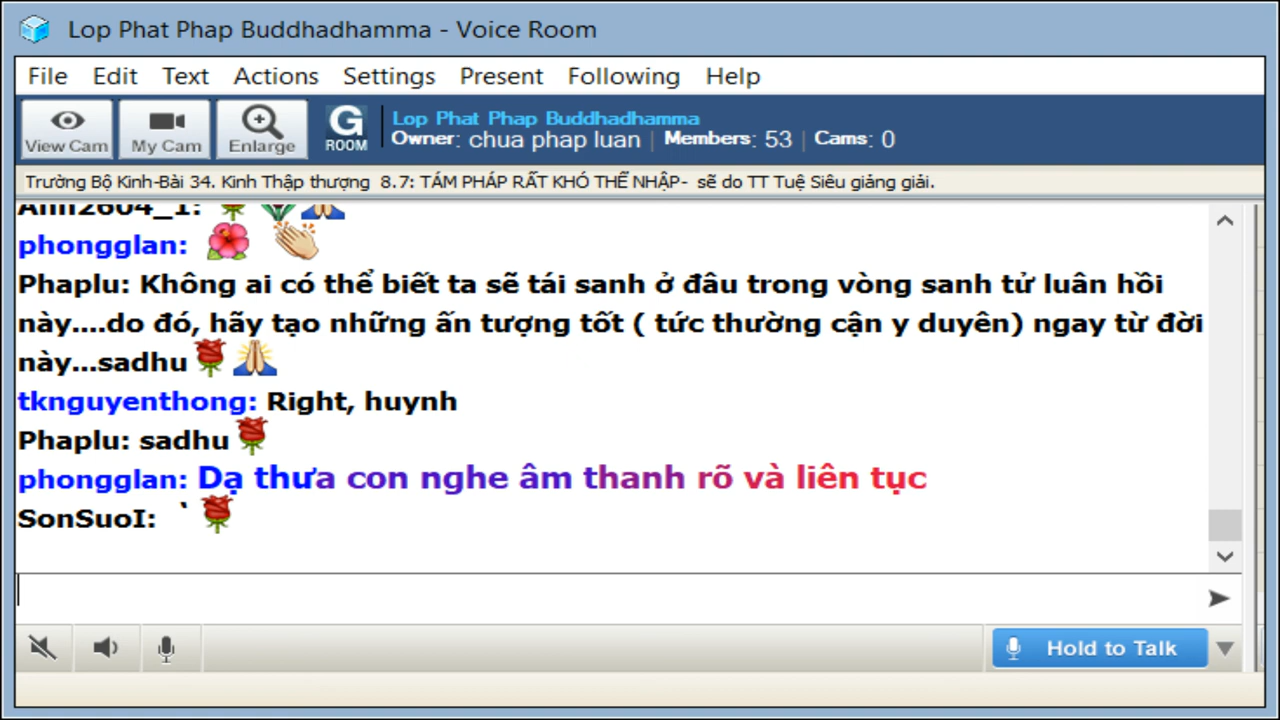 Lop Phat Phap Buddhadhamma - Voice Room
File Edit Text Actions Settings Present Following Help
View Cam My Cam Enlarge G ROOM
Lop Phat Phap Buddhadhamma
Owner: chua phap luan | Members: 53 | Cams: 0
Trường Bộ Kinh-Bài 34. Kinh Thập thượng 8.7: TÁM PHÁP RẤT KHÓ THỂ NHẬP- sẽ do TT Tuệ Siêu giảng giải.
Anh2604_1:
phongglan:
Phaplu: Không ai có thể biết ta sẽ tái sanh ở đâu trong vòng sanh tử luân hồi
này....do đó, hãy tạo những ấn tượng tốt ( tức thường cận y duyên) ngay từ đời
này...sadhu
tknguyenthong: Right, huynh
Phaplu: sadhu
phongglan: Dạ thưa con nghe âm thanh rõ và liên tục
SonSuoI: `
Hold to Talk